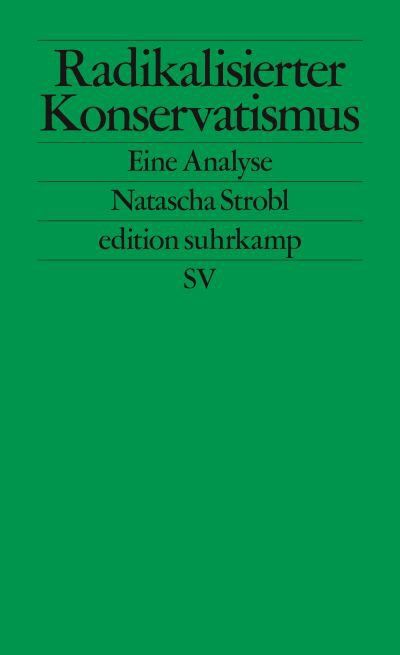 Radikalisierter
Konservatismus
Eine Analyse
Natascha Strobl
edition suhrkamp
SV